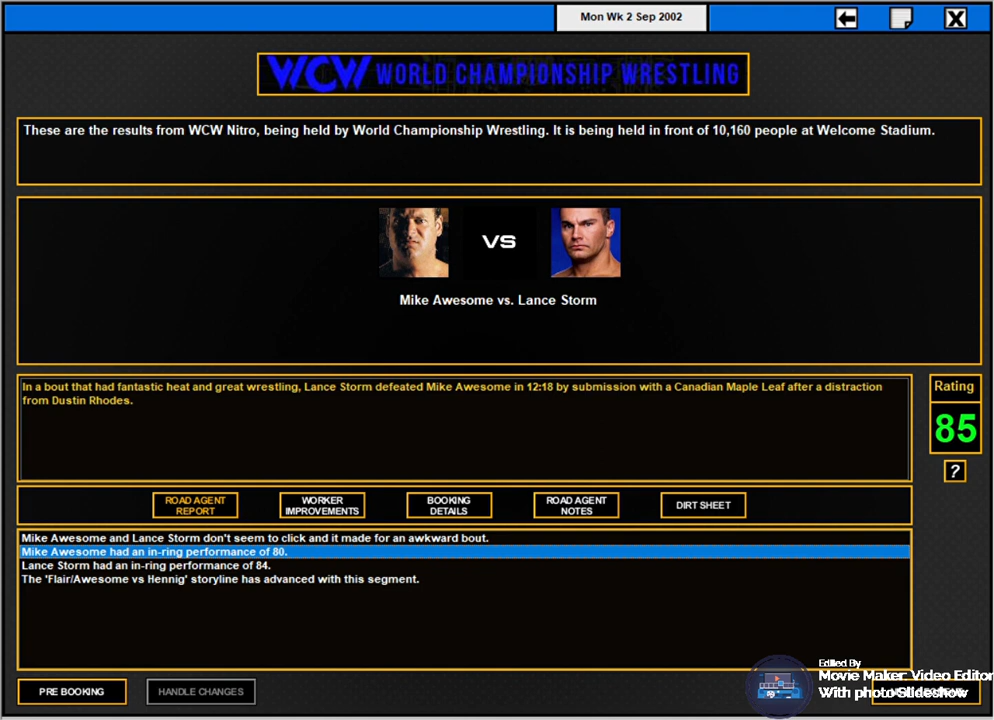 Mon Wk 2 Sep 2002
WCW WORLD CHAMPIONSHIP WRESTLING
These are the results from WCW Nitro, being held by World Championship Wrestling. It is being held in front of 10,160 people at Welcome Stadium.
VS
Mike Awesome vs. Lance Storm
In a bout that had fantastic heat and great wrestling, Lance Storm defeated Mike Awesome in 12:18 by submission with a Canadian Maple Leaf after a distraction
from Dustin Rhodes.
Rating
85
?
ROAD AGENT
REPORT
WORKER
IMPROVEMENTS
BOOKING
DETAILS
ROAD AGENT
NOTES
DIRT SHEET
Mike Awesome and Lance Storm don't seem to click and it made for an awkward bout.
Mike Awesome had an in-ring performance of 80.
Lance Storm had an in-ring performance of 84.
The 'Flair/Awesome vs Hennig' storyline has advanced with this segment.
PRE BOOKING
HANDLE CHANGES
Edited By
Movie Maker: Video Editor
With photo Slideshow